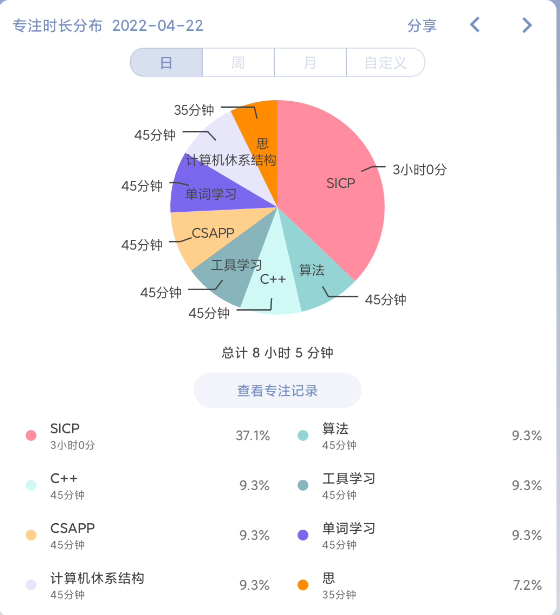 专注时长分布 2022-04-22
分享
日 周 月 自定义
35分钟
思
45分钟
计算机休系结构
3小时0分
SICP
45分钟
单词学习
CSAPP
45分钟
工具学习
算法
C++
45分钟
45分钟
45分钟
总计 8 小时 5 分钟
查看专注记录
SICP
3小时0分
37.1%
算法
45分钟
9.3%
C++
45分钟
9.3%
工具学习
45分钟
9.3%
CSAPP
45分钟
9.3%
单词学习
45分钟
9.3%
计算机休系结构
45分钟
9.3%
思
35分钟
7.2%